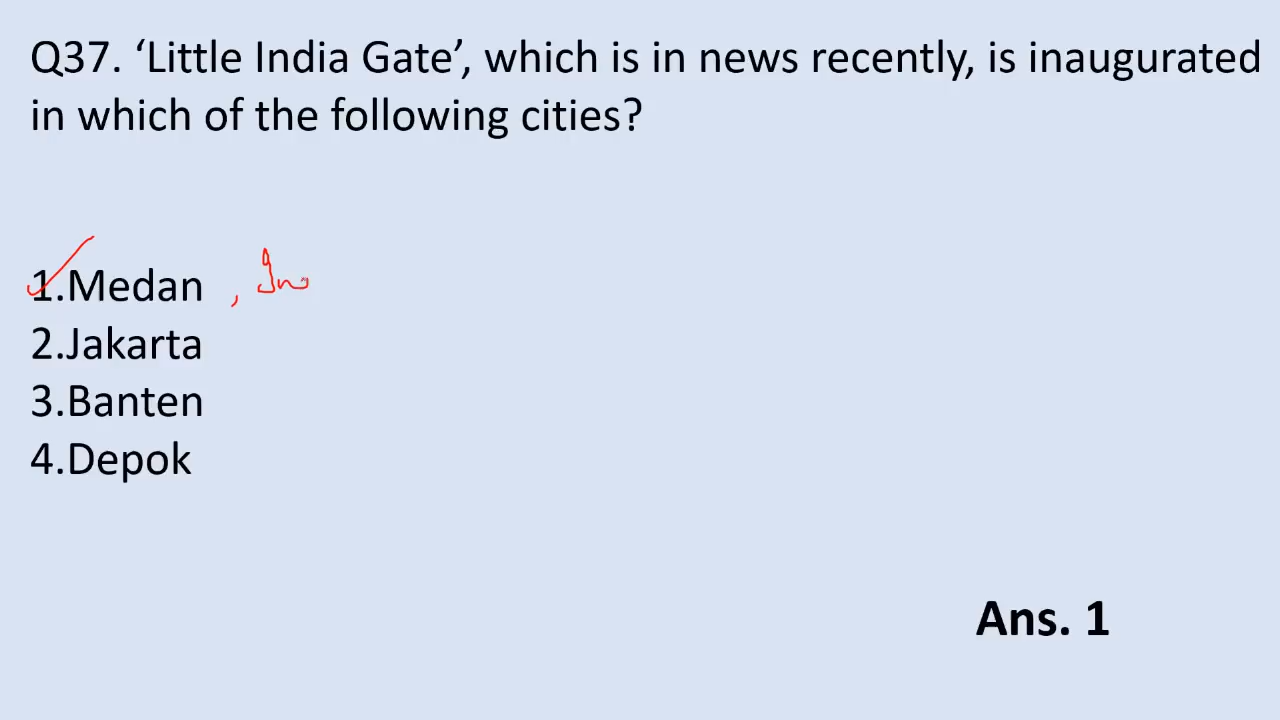 Q37. ‘Little India Gate’, which is in news recently, is inaugurated
in which of the following cities?
1.Medan ,
2.Jakarta
3.Banten
4.Depok
Ans. 1